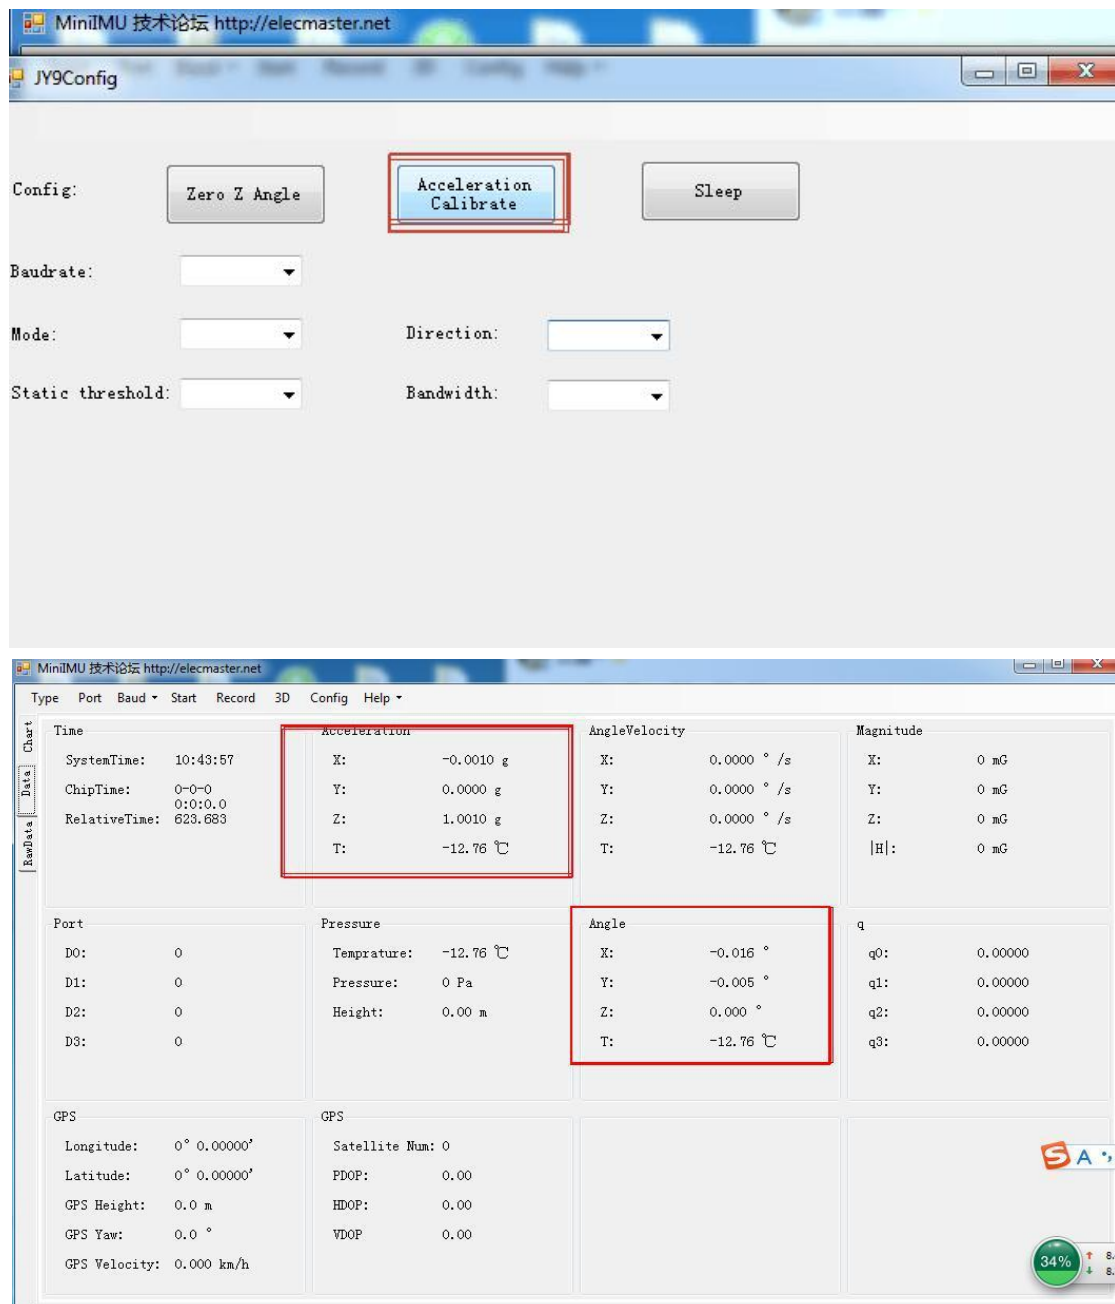 MiniIMU 技术论坛 http://elecmaster.net
JY9Config
Config: Zero Z Angle Acceleration Calibrate Sleep
Baudrate:
Mode: Direction:
Static threshold: Bandwidth:
MiniIMU 技术论坛 http://elecmaster.net
Type Port Baud Start Record 3D Config Help
Chart
Data
RawData
Time
SystemTime: 10:43:57
ChipTime: 0-0-0
0:0:0.0
RelativeTime: 623.683
Acceleration
X: -0.0010 g
Y: 0.0000 g
Z: 1.0010 g
T: -12.76 ℃
AngleVelocity
X: 0.0000 °/s
Y: 0.0000 °/s
Z: 0.0000 °/s
T: -12.76 ℃
Magnitude
X: 0 mG
Y: 0 mG
Z: 0 mG
|H|: 0 mG
Port
D0: 0
D1: 0
D2: 0
D3: 0
Pressure
Temprature: -12.76 ℃
Pressure: 0 Pa
Height: 0.00 m
Angle
X: -0.016 °
Y: -0.005 °
Z: 0.000 °
T: -12.76 ℃
q
q0: 0.00000
q1: 0.00000
q2: 0.00000
q3: 0.00000
GPS
Longitude: 0° 0.00000'
Latitude: 0° 0.00000'
GPS Height: 0.0 m
GPS Yaw: 0.0 °
GPS Velocity: 0.000 km/h
GPS
Satellite Num: 0
PDOP: 0.00
HDOP: 0.00
VDOP 0.00
S A
34%